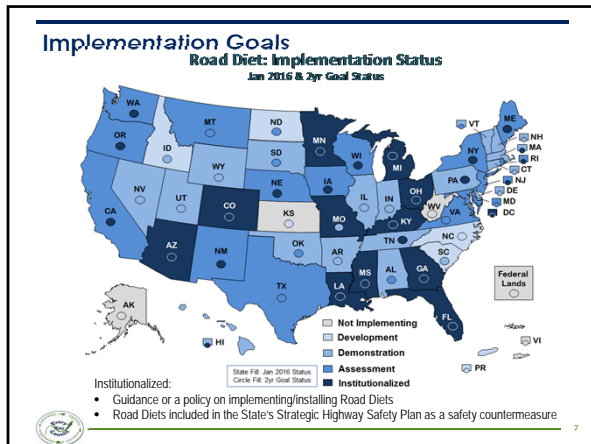 Implementation Goals
Road Diet: Implementation Status
Jan 2016 & 2yr Goal Status
WA
OR
CA
ID
NV
MT
WY
UT
AZ
CO
NM
ND
SD
NE
KS
OK
TX
MN
IA
MO
AR
LA
WI
IL
MI
IN
OH
KY
TN
MS
AL
GA
FL
SC
NC
VA
WV
PA
NY
ME
VT
NH
MA
RI
CT
NJ
DE
MD
DC
AK
HI
Federal
Lands
VI
PR
Not Implementing
Development
Demonstration
Assessment
Institutionalized
State Fill: Jan 2016 Status
Circle Fill: 2yr Goal Status
Institutionalized:
• Guidance or a policy on implementing/installing Road Diets
• Road Diets included in the State's Strategic Highway Safety Plan as a safety countermeasure
7